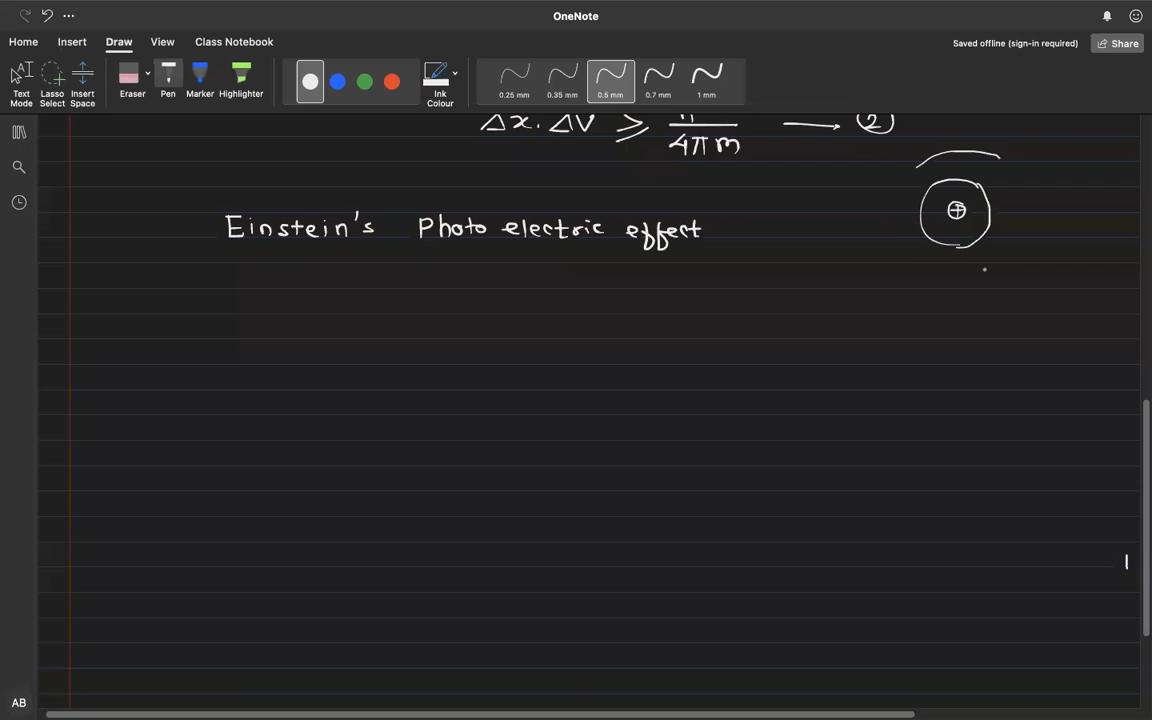 OneNote
Home Insert Draw View Class Notebook
Saved offline (sign-in required) Share
Text Mode
Lasso Select
Insert Space
Eraser
Pen
Marker
Highlighter
Ink Colour
0.25 mm 0.35 mm 0.5 mm 0.7 mm 1 mm
Δx. ΔV ≥ h/4πm → ②
Einstein's Photo electric effect
+
1
AB